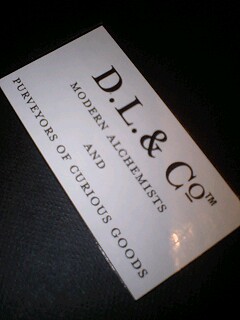 D.L. & Co™
MODERN ALCHEMISTS
AND
PURVEYORS OF CURIOUS GOODS